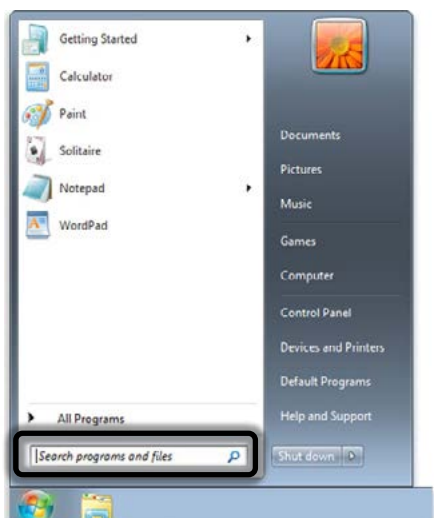 Getting Started
Calculator
Paint
Solitaire
Notepad
WordPad
All Programs
Search programs and files
Documents
Pictures
Music
Games
Computer
Control Panel
Devices and Printers
Default Programs
Help and Support
Shut down